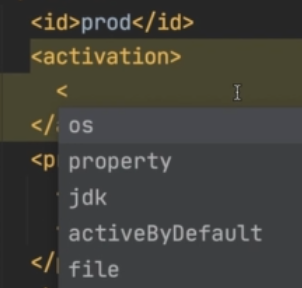 <id>prod</id>
<activation>
<
</
os
<p
property
jdk
activeByDefault
</
file